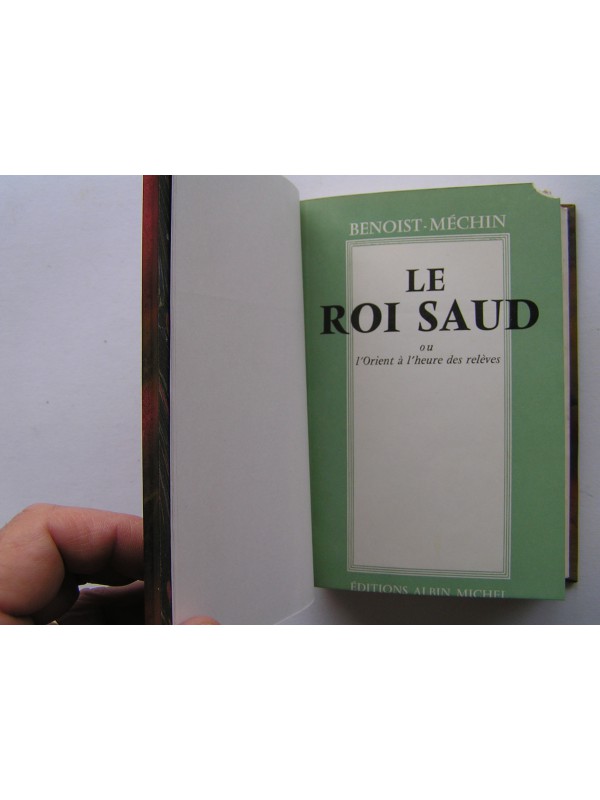 BENOIST-MÉCHIN
LE
ROI SAUD
ou
l'Orient à l'heure des relèves
ÉDITIONS ALBIN MICHEL